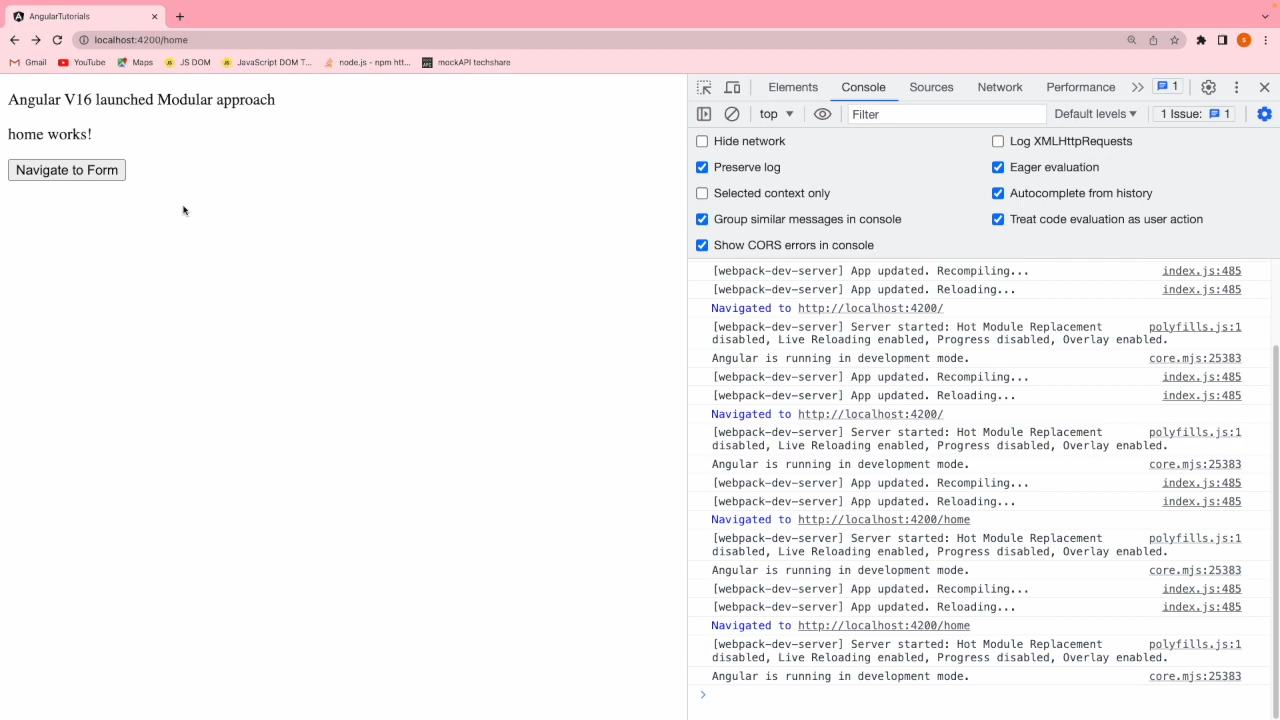 AngularTutorials
localhost:4200/home
Gmail YouTube Maps JS DOM JavaScript DOM T... node.js - npm htt... mockAPI techshare
Angular V16 launched Modular approach
home works!
Navigate to Form
Elements Console Sources Network Performance 1
top Filter Default levels 1 Issue: 1
Hide network Log XMLHttpRequests
Preserve log Eager evaluation
Selected context only Autocomplete from history
Group similar messages in console Treat code evaluation as user action
Show CORS errors in console
[webpack-dev-server] App updated. Recompiling... index.js:485
[webpack-dev-server] App updated. Reloading... index.js:485
Navigated to http://localhost:4200/
[webpack-dev-server] Server started: Hot Module Replacement polyfills.js:1
disabled, Live Reloading enabled, Progress disabled, Overlay enabled.
Angular is running in development mode. core.mjs:25383
[webpack-dev-server] App updated. Recompiling... index.js:485
[webpack-dev-server] App updated. Reloading... index.js:485
Navigated to http://localhost:4200/
[webpack-dev-server] Server started: Hot Module Replacement polyfills.js:1
disabled, Live Reloading enabled, Progress disabled, Overlay enabled.
Angular is running in development mode. core.mjs:25383
[webpack-dev-server] App updated. Recompiling... index.js:485
[webpack-dev-server] App updated. Reloading... index.js:485
Navigated to http://localhost:4200/home
[webpack-dev-server] Server started: Hot Module Replacement polyfills.js:1
disabled, Live Reloading enabled, Progress disabled, Overlay enabled.
Angular is running in development mode. core.mjs:25383
[webpack-dev-server] App updated. Recompiling... index.js:485
[webpack-dev-server] App updated. Reloading... index.js:485
Navigated to http://localhost:4200/home
[webpack-dev-server] Server started: Hot Module Replacement polyfills.js:1
disabled, Live Reloading enabled, Progress disabled, Overlay enabled.
Angular is running in development mode. core.mjs:25383